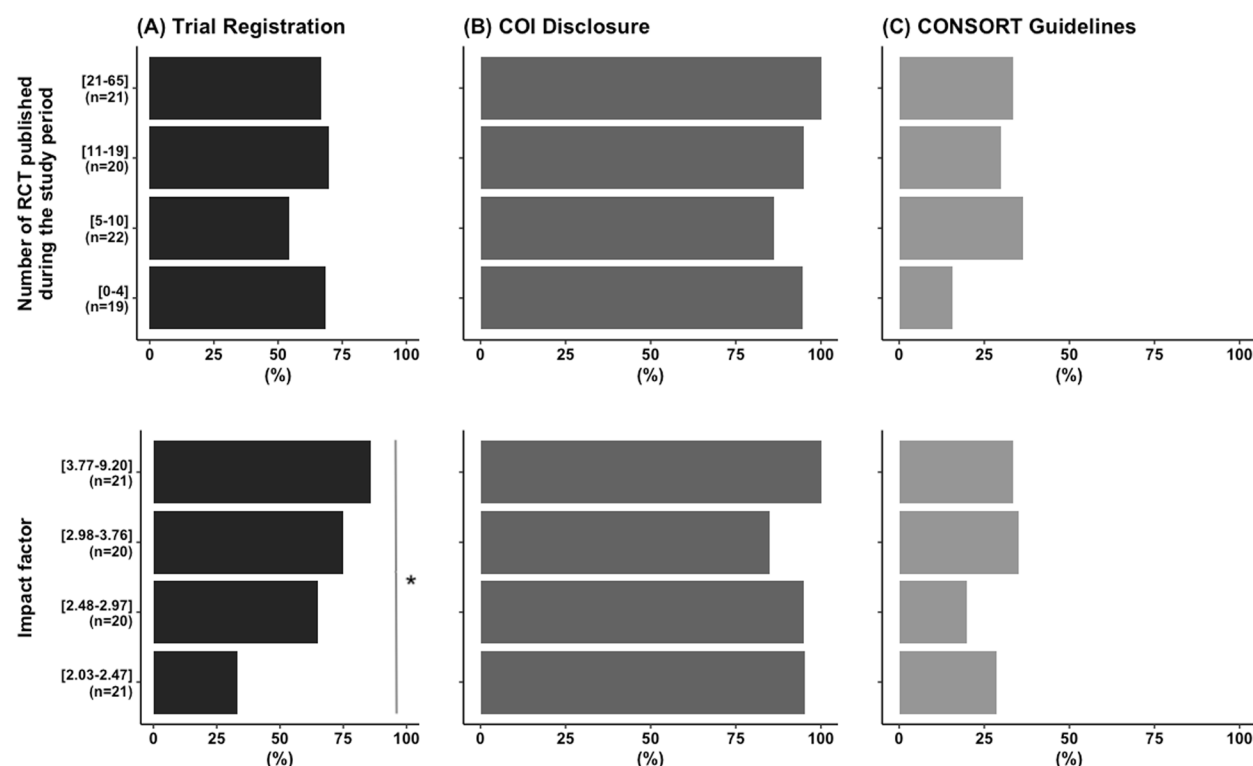 (A) Trial Registration
(B) COI Disclosure
(C) CONSORT Guidelines
Number of RCT published
during the study period
[21-65]
(n=21)
[11-19]
(n=20)
[5-10]
(n=22)
[0-4]
(n=19)
0 25 50 75 100
(%)
0 25 50 75 100
(%)
0 25 50 75 100
(%)
Impact factor
[3.77-9.20]
(n=21)
[2.98-3.76]
(n=20)
[2.48-2.97]
(n=20)
[2.03-2.47]
(n=21)
*
0 25 50 75 100
(%)
0 25 50 75 100
(%)
0 25 50 75 100
(%)